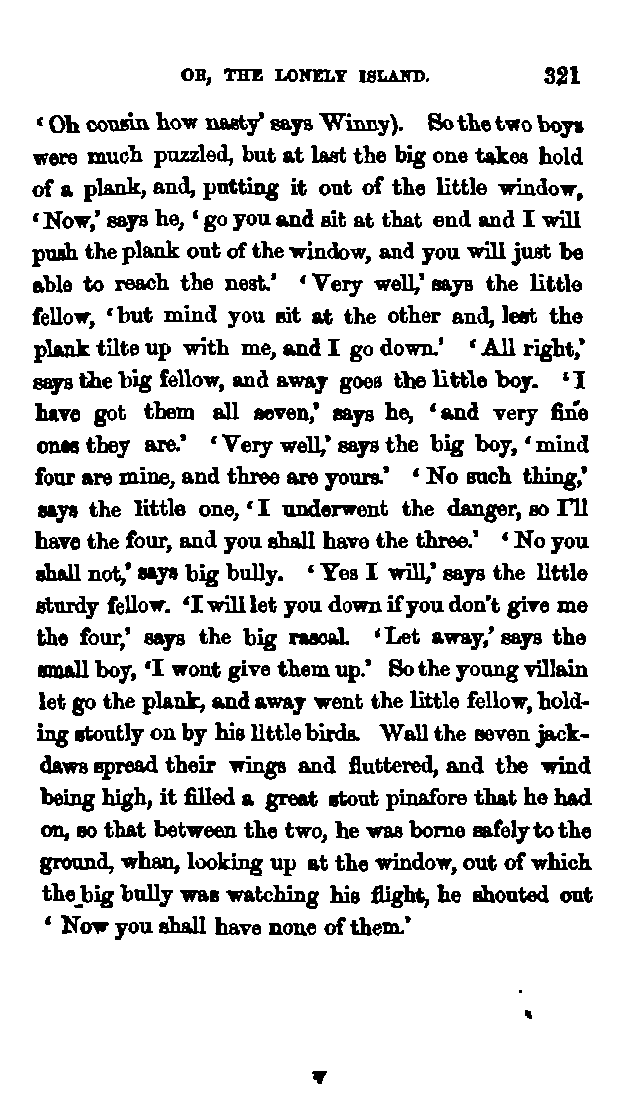 OR, THE LONELY ISLAND. 321
‘Oh cousin how nasty’ says Winny). So the two boys
were much puzzled, but at last the big one takes hold
of a plank, and, putting it out of the little window,
‘Now,’ says he, ‘go you and sit at that end and I will
push the plank out of the window, and you will just be
able to reach the nest.’ ‘Very well,’ says the little
fellow, ‘but mind you sit at the other and, lest the
plank tilte up with me, and I go down.’ ‘All right,’
says the big fellow, and away goes the little boy. ‘I
have got them all seven,’ says he, ‘and very fine
ones they are.’ ‘Very well,’ says the big boy, ‘mind
four are mine, and three are yours.’ ‘No such thing,’
says the little one, ‘I underwent the danger, so I'll
have the four, and you shall have the three.’ ‘No you
shall not,’ says big bully. ‘Yes I will,’ says the little
sturdy fellow. ‘I will let you down if you don't give me
the four,’ says the big rascal. ‘Let away,’ says the
small boy, ‘I wont give them up.’ So the young villain
let go the plank, and away went the little fellow, hold-
ing stoutly on by his little birds. Wall the seven jack-
daws spread their wings and fluttered, and the wind
being high, it filled a great stout pinafore that he had
on, so that between the two, he was borne safely to the
ground, whan, looking up at the window, out of which
the big bully was watching his flight, he shouted out
‘Now you shall have none of them.’
Y